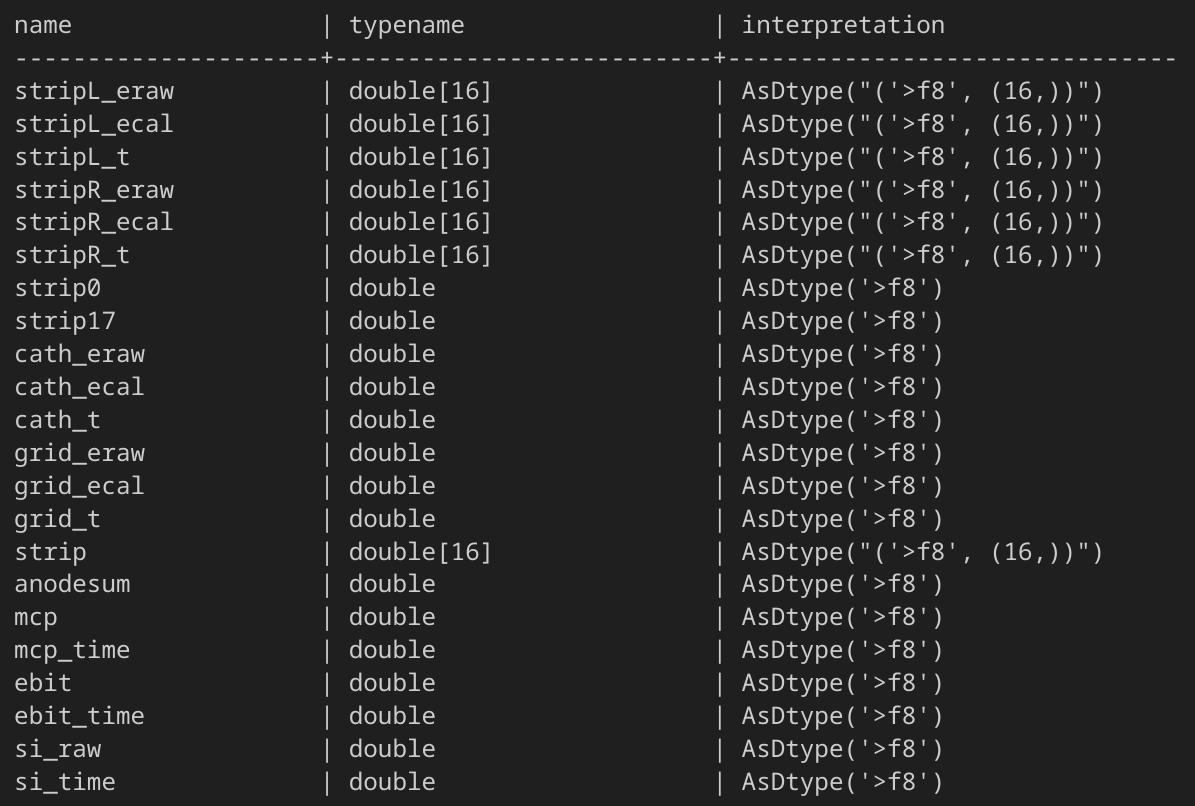 name                 | typename                 | interpretation
---------------------+--------------------------+-------------------------------
stripL_eraw          | double[16]               | AsDtype("('>f8', (16,))")
stripL_ecal          | double[16]               | AsDtype("('>f8', (16,))")
stripL_t             | double[16]               | AsDtype("('>f8', (16,))")
stripR_eraw          | double[16]               | AsDtype("('>f8', (16,))")
stripR_ecal          | double[16]               | AsDtype("('>f8', (16,))")
stripR_t             | double[16]               | AsDtype("('>f8', (16,))")
strip0               | double                   | AsDtype('>f8')
strip17              | double                   | AsDtype('>f8')
cath_eraw            | double                   | AsDtype('>f8')
cath_ecal            | double                   | AsDtype('>f8')
cath_t               | double                   | AsDtype('>f8')
grid_eraw            | double                   | AsDtype('>f8')
grid_ecal            | double                   | AsDtype('>f8')
grid_t               | double                   | AsDtype('>f8')
strip                | double[16]               | AsDtype("('>f8', (16,))")
anodesum             | double                   | AsDtype('>f8')
mcp                  | double                   | AsDtype('>f8')
mcp_time             | double                   | AsDtype('>f8')
ebit                 | double                   | AsDtype('>f8')
ebit_time            | double                   | AsDtype('>f8')
si_raw               | double                   | AsDtype('>f8')
si_time              | double                   | AsDtype('>f8')